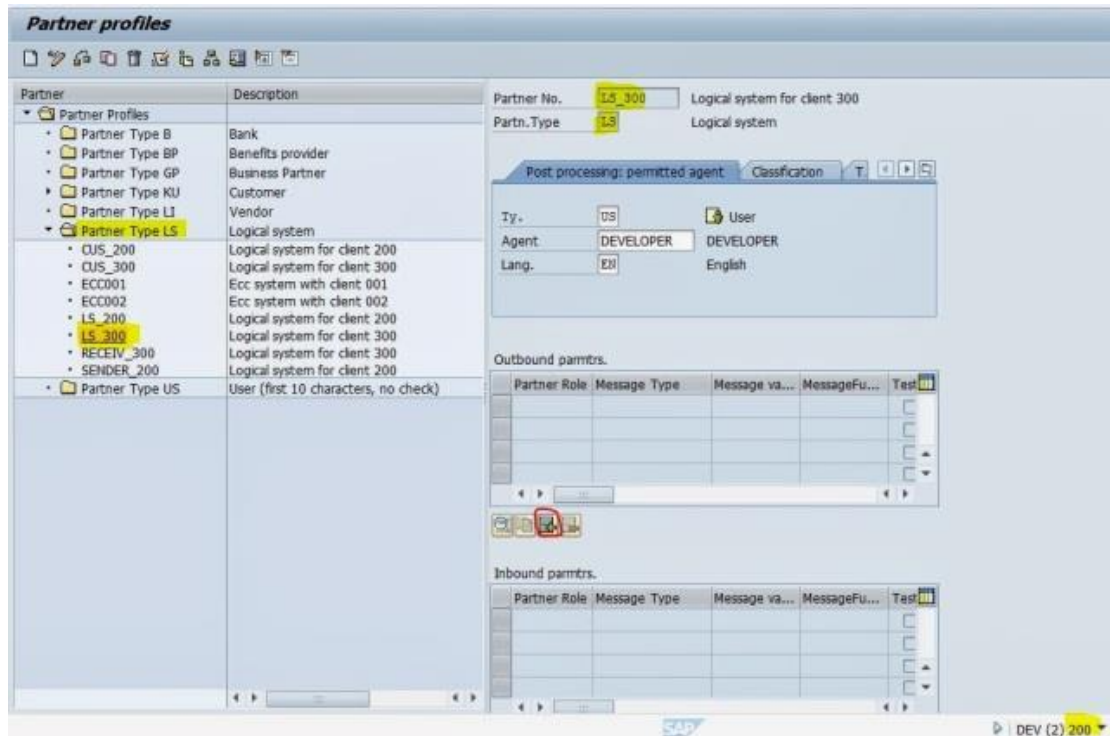 Partner profiles
Partner Description
Partner Profiles
Partner Type B Bank
Partner Type BP Benefits provider
Partner Type GP Business Partner
Partner Type KU Customer
Partner Type LI Vendor
Partner Type LS Logical system
CUS_200 Logical system for client 200
CUS_300 Logical system for client 300
ECC001 Ecc system with client 001
ECC002 Ecc system with client 002
LS_200 Logical system for client 200
LS_300 Logical system for client 300
RECEIV_300 Logical system for client 300
SENDER_200 Logical system for client 200
Partner Type US User (first 10 characters, no check)
Partner No. LS_300 Logical system for client 300
Partn.Type LS Logical system
Post processing: permitted agent Classification T.
Ty. US User
Agent DEVELOPER DEVELOPER
Lang. EN English
Outbound parmtrs.
Partner Role Message Type Message va... MessageFu... Test
Inbound parmtrs.
Partner Role Message Type Message va... MessageFu... Test
SAP
DEV (2) 200